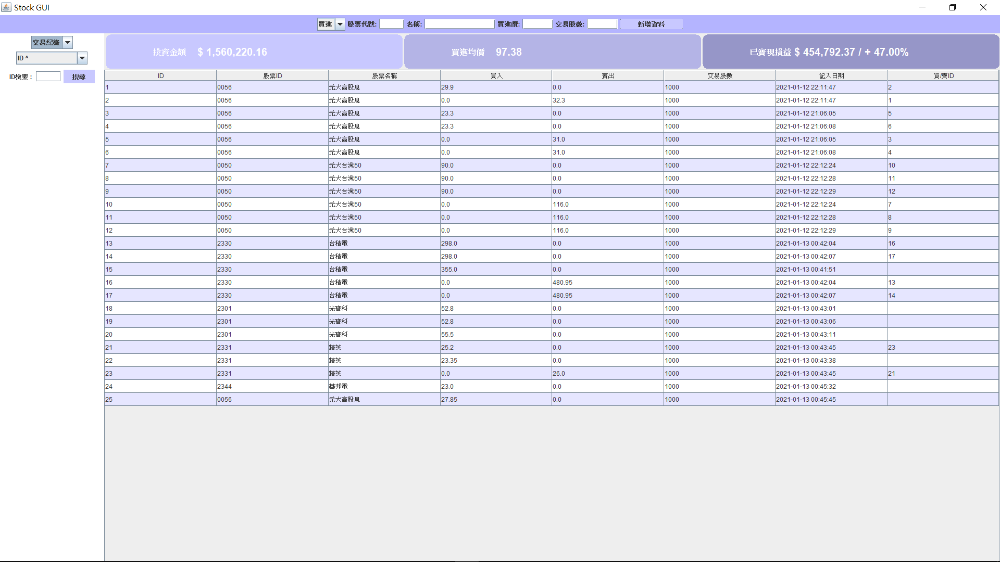 Stock GUI
買進 股票代號: 名稱: 買進價: 交易股數: 新增資料
交易紀錄
ID ^
ID檢索 : 搜尋
投資金額 $ 1,560,220.16 買進均價 97.38 已實現損益 $ 454,792.37 / + 47.00%
ID 股票ID 股票名稱 買入 賣出 交易股數 記入日期 買/賣ID
1 0056 元大高股息 29.9 0.0 1000 2021-01-12 22:11:47 2
2 0056 元大高股息 0.0 32.3 1000 2021-01-12 22:11:47 1
3 0056 元大高股息 23.3 0.0 1000 2021-01-12 21:06:05 5
4 0056 元大高股息 23.3 0.0 1000 2021-01-12 21:06:08 6
5 0056 元大高股息 0.0 31.0 1000 2021-01-12 21:06:05 3
6 0056 元大高股息 0.0 31.0 1000 2021-01-12 21:06:08 4
7 0050 元大台灣50 90.0 0.0 1000 2021-01-12 22:12:24 10
8 0050 元大台灣50 90.0 0.0 1000 2021-01-12 22:12:28 11
9 0050 元大台灣50 90.0 0.0 1000 2021-01-12 22:12:29 12
10 0050 元大台灣50 0.0 116.0 1000 2021-01-12 22:12:24 7
11 0050 元大台灣50 0.0 116.0 1000 2021-01-12 22:12:28 8
12 0050 元大台灣50 0.0 116.0 1000 2021-01-12 22:12:29 9
13 2330 台積電 298.0 0.0 1000 2021-01-13 00:42:04 16
14 2330 台積電 298.0 0.0 1000 2021-01-13 00:42:07 17
15 2330 台積電 355.0 0.0 1000 2021-01-13 00:41:51
16 2330 台積電 0.0 480.95 1000 2021-01-13 00:42:04 13
17 2330 台積電 0.0 480.95 1000 2021-01-13 00:42:07 14
18 2301 光寶科 52.8 0.0 1000 2021-01-13 00:43:01
19 2301 光寶科 52.8 0.0 1000 2021-01-13 00:43:06
20 2301 光寶科 55.5 0.0 1000 2021-01-13 00:43:11
21 2331 精英 25.2 0.0 1000 2021-01-13 00:43:45 23
22 2331 精英 23.35 0.0 1000 2021-01-13 00:43:38
23 2331 精英 0.0 26.0 1000 2021-01-13 00:43:45 21
24 2344 華邦電 23.0 0.0 1000 2021-01-13 00:45:32
25 0056 元大高股息 27.85 0.0 1000 2021-01-13 00:45:45